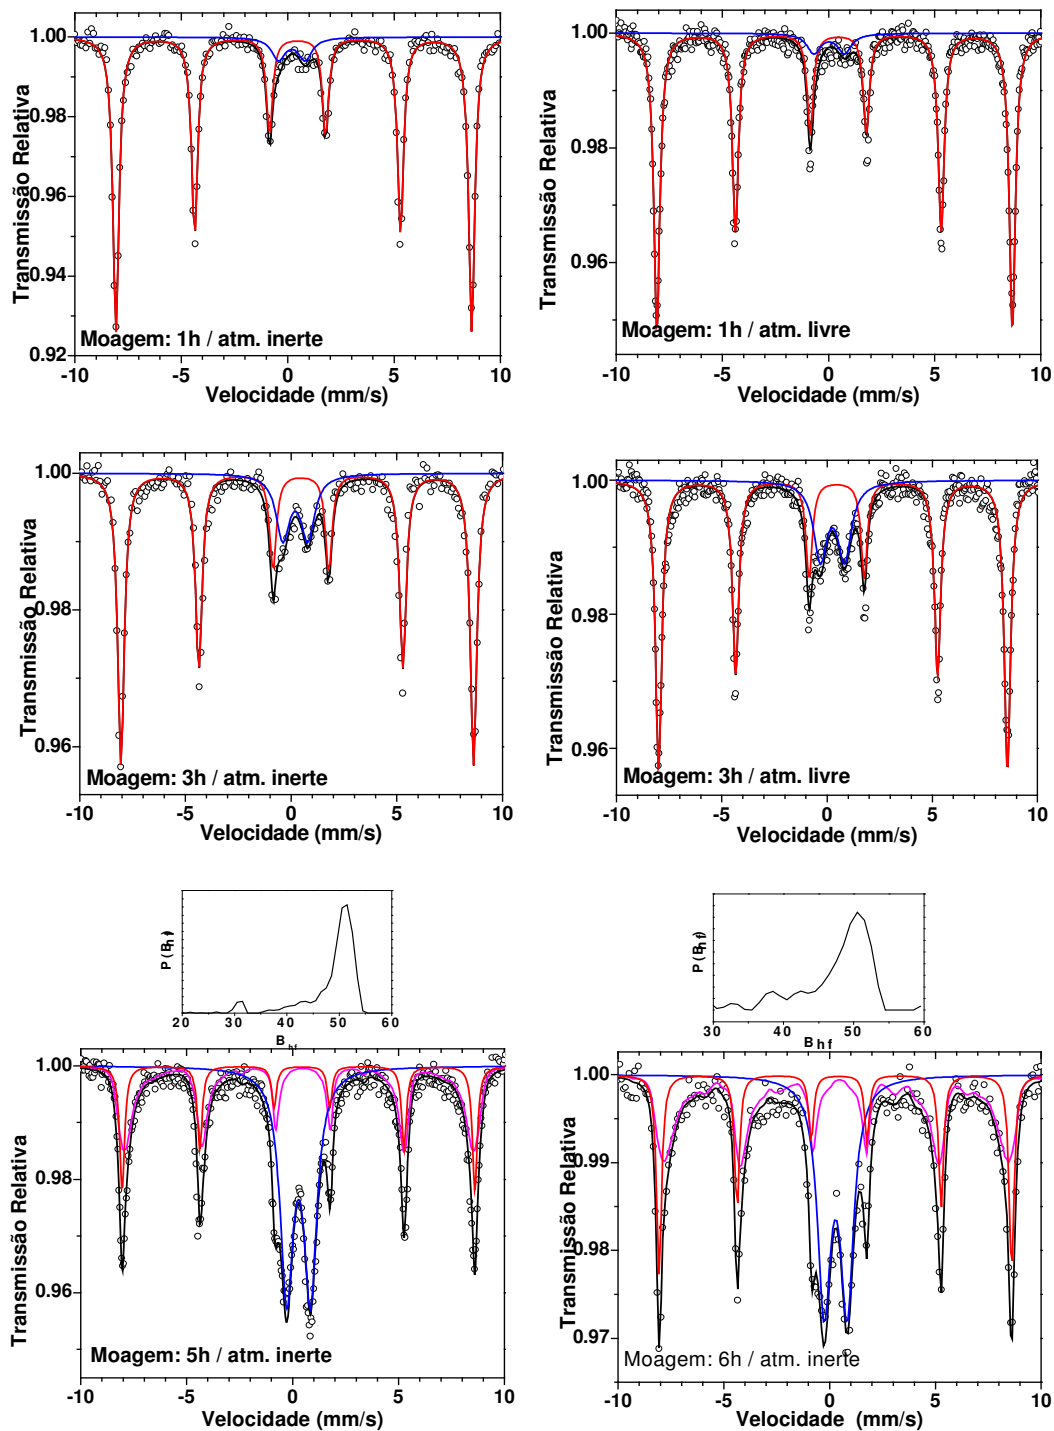 1.00
0.98
0.96
0.94
0.92
Transmissão Relativa
Moagem: 1h / atm. inerte
-10 -5 0 5 10
Velocidade (mm/s)
1.00
0.98
0.96
Transmissão Relativa
Moagem: 1h / atm. livre
-10 -5 0 5 10
Velocidade (mm/s)
1.00
0.98
0.96
Transmissão Relativa
Moagem: 3h / atm. inerte
-10 -5 0 5 10
Velocidade (mm/s)
1.00
0.98
0.96
Transmissão Relativa
Moagem: 3h / atm. livre
-10 -5 0 5 10
Velocidade (mm/s)
P (B hf)
20 30 40 50 60
B hf
1.00
0.98
0.96
Transmissão Relativa
Moagem: 5h / atm. inerte
-10 -5 0 5 10
Velocidade (mm/s)
P (B hf)
30 40 50 60
B hf
1.00
0.99
0.98
0.97
Transmissão Relativa
Moagem: 6h / atm. inerte
-10 -5 0 5 10
Velocidade (mm/s)